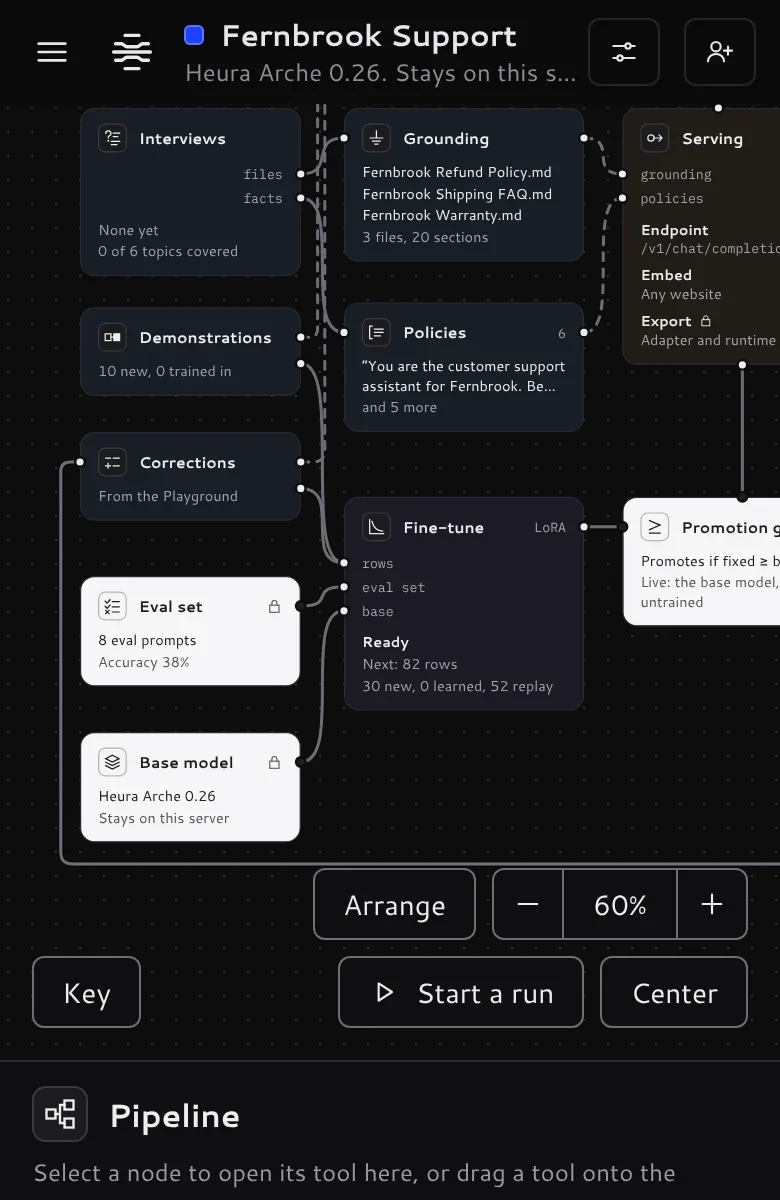 Fernbrook Support
Heura Arche 0.26. Stays on this s...
Interviews
files
facts
None yet
0 of 6 topics covered
Grounding
Fernbrook Refund Policy.md
Fernbrook Shipping FAQ.md
Fernbrook Warranty.md
3 files, 20 sections
Serving
grounding
policies
Endpoint
/v1/chat/completio
Embed
Any website
Export
Adapter and runtime
Demonstrations
10 new, 0 trained in
Policies 6
"You are the customer support
assistant for Fernbrook. Be...
and 5 more
Corrections
From the Playground
Fine-tune LoRA
rows
eval set
base
Ready
Next: 82 rows
30 new, 0 learned, 52 replay
Promotion g
Promotes if fixed ≥ b
Live: the base model,
untrained
Eval set
8 eval prompts
Accuracy 38%
Base model
Heura Arche 0.26
Stays on this server
Arrange
− 60% +
Key
Start a run
Center
Pipeline
Select a node to open its tool here, or drag a tool onto the